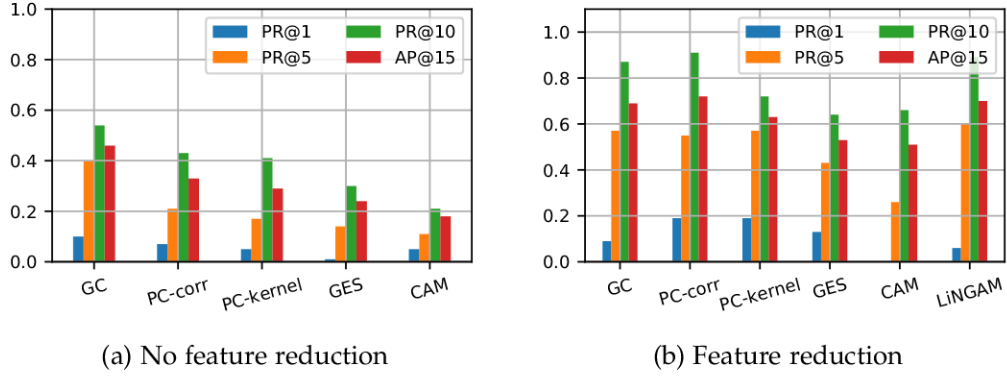 1.0
0.8
0.6
0.4
0.2
0.0
PR@1
PR@5
PR@10
AP@15
GC
PC-corr
PC-kernel
GES
CAM
(a) No feature reduction
1.0
0.8
0.6
0.4
0.2
0.0
PR@1
PR@5
PR@10
AP@15
GC
PC-corr
PC-kernel
GES
CAM
LiNGAM
(b) Feature reduction